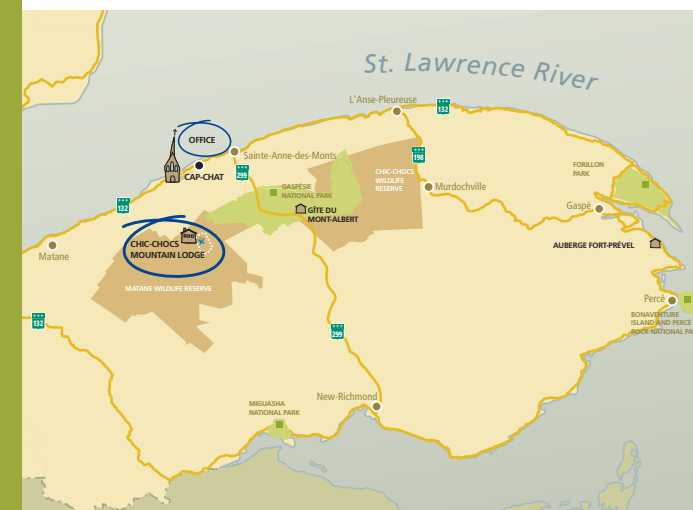 St. Lawrence River
L'Anse-Pleureuse
132
OFFICE
Sainte-Anne-des-Monts
198
299
CAP-CHAT
CHIC-CHOCS
WILDLIFE
RESERVE
FORILLON
PARK
GASPÉSIE
NATIONAL PARK
Murdochville
132
GÎTE DU
MONT-ALBERT
Gaspé
CHIC-CHOCS
MOUNTAIN LODGE
AUBERGE FORT-PRÉVEL
Matane
MATANE WILDLIFE RESERVE
Percé
132
299
BONAVENTURE
ISLAND AND PERCÉ
ROCK NATIONAL PA
New-Richmond
MIGUASHA
NATIONAL PARK